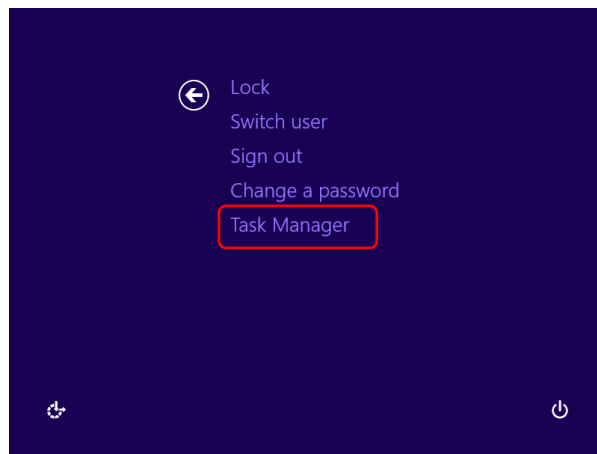 Lock
Switch user
Sign out
Change a password
Task Manager